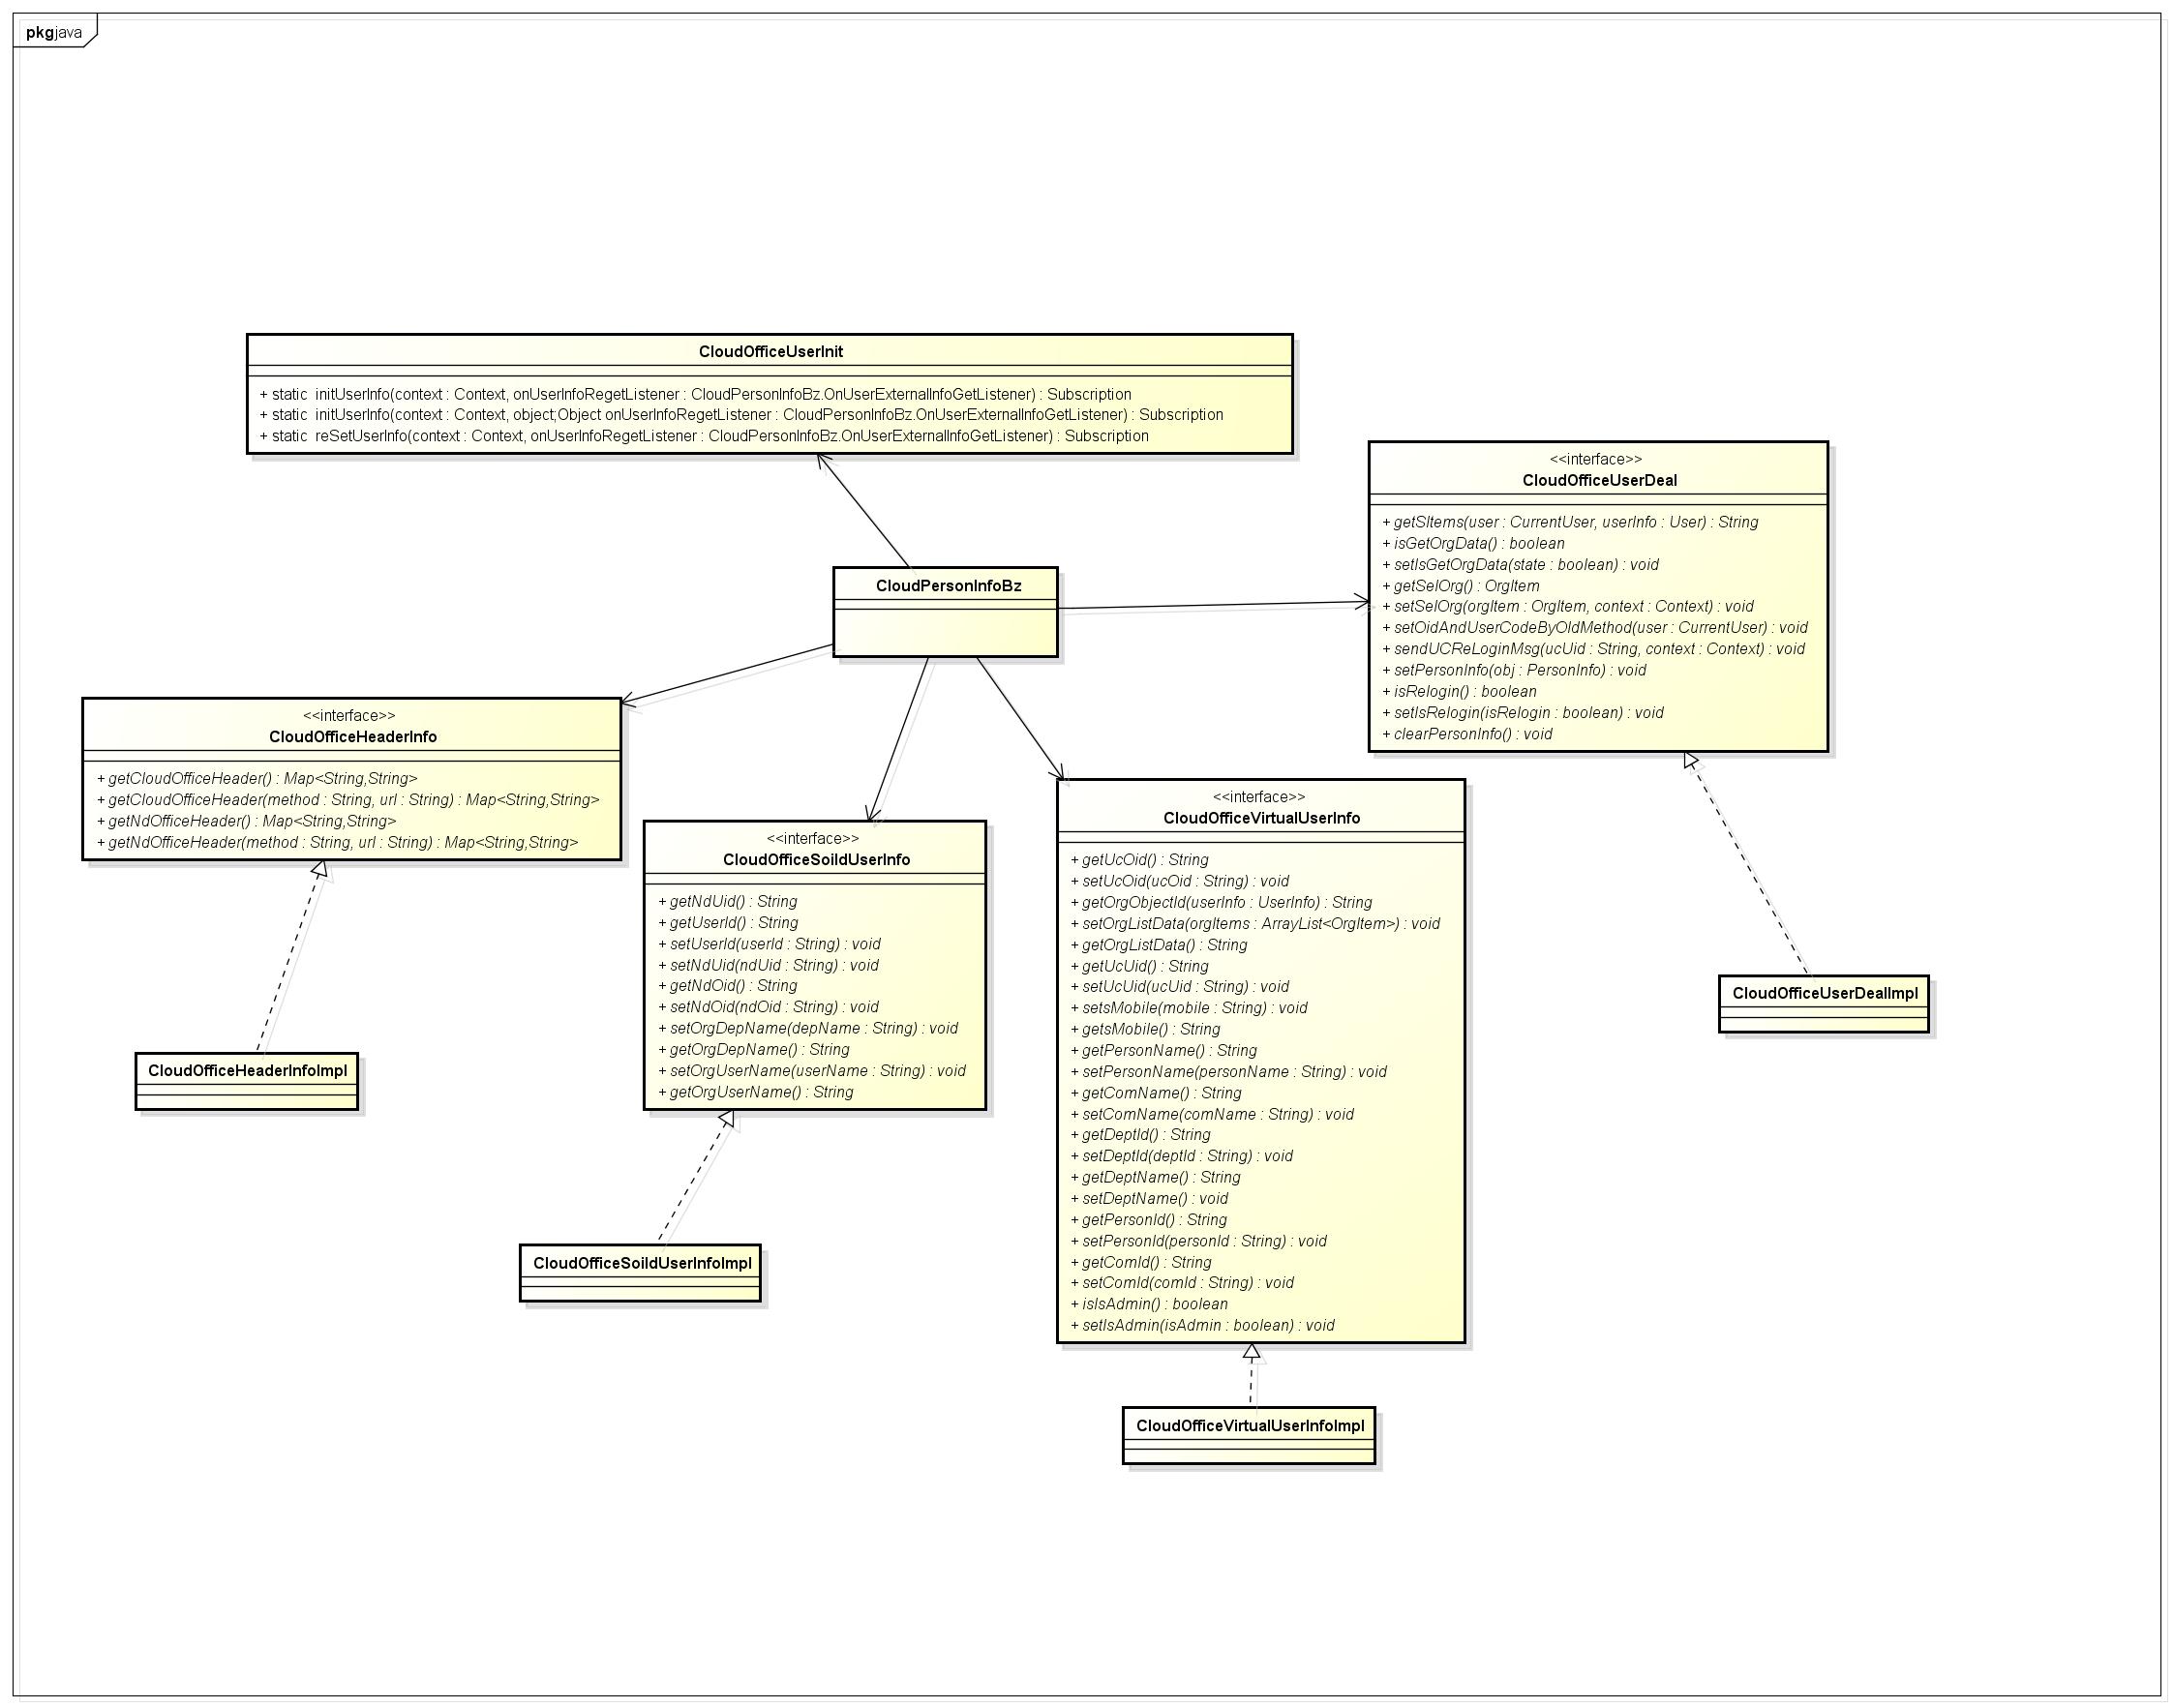 pkg java
CloudOfficeUserInit
+ static initUserInfo(context : Context, onUserInfoRegetListener : CloudPersonInfoBz.OnUserExternalInfoGetListener) : Subscription
+ static initUserInfo(context : Context, object;Object onUserInfoRegetListener : CloudPersonInfoBz.OnUserExternalInfoGetListener) : Subscription
+ static reSetUserInfo(context : Context, onUserInfoRegetListener : CloudPersonInfoBz.OnUserExternalInfoGetListener) : Subscription
<<interface>>
CloudOfficeUserDeal
+ getSItems(user : CurrentUser, userInfo : User) : String
+ isGetOrgData() : boolean
+ setIsGetOrgData(state : boolean) : void
+ getSelOrg() : OrgItem
+ setSelOrg(orgItem : OrgItem, context : Context) : void
+ setOidAndUserCodeByOldMethod(user : CurrentUser) : void
+ sendUCReLoginMsg(ucUid : String, context : Context) : void
+ setPersonInfo(obj : PersonInfo) : void
+ isRelogin() : boolean
+ setIsRelogin(isRelogin : boolean) : void
+ clearPersonInfo() : void
CloudPersonInfoBz
<<interface>>
CloudOfficeHeaderInfo
+ getCloudOfficeHeader() : Map<String,String>
+ getCloudOfficeHeader(method : String, url : String) : Map<String,String>
+ getNdOfficeHeader() : Map<String,String>
+ getNdOfficeHeader(method : String, url : String) : Map<String,String>
<<interface>>
CloudOfficeSoildUserInfo
+ getNdUid() : String
+ getUserId() : String
+ setUserId(userId : String) : void
+ setNdUid(ndUid : String) : void
+ getNdOid() : String
+ setNdOid(ndOid : String) : void
+ setOrgDepName(depName : String) : void
+ getOrgDepName() : String
+ setOrgUserName(userName : String) : void
+ getOrgUserName() : String
<<interface>>
CloudOfficeVirtualUserInfo
+ getUcOid() : String
+ setUcOid(ucOid : String) : void
+ getOrgObjectId(userInfo : UserInfo) : String
+ setOrgListData(orgItems : ArrayList<OrgItem>) : void
+ getOrgListData() : String
+ getUcUid() : String
+ setUcUid(ucUid : String) : void
+ setsMobile(mobile : String) : void
+ getsMobile() : String
+ getPersonName() : String
+ setPersonName(personName : String) : void
+ getComName() : String
+ setComName(comName : String) : void
+ getDeptId() : String
+ setDeptId(deptId : String) : void
+ getDeptName() : String
+ setDeptName() : void
+ getPersonId() : String
+ setPersonId(personId : String) : void
+ getComId() : String
+ setComId(comId : String) : void
+ isIsAdmin() : boolean
+ setIsAdmin(isAdmin : boolean) : void
CloudOfficeUserDealImpl
CloudOfficeHeaderInfoImpl
CloudOfficeSoildUserInfoImpl
CloudOfficeVirtualUserInfoImpl